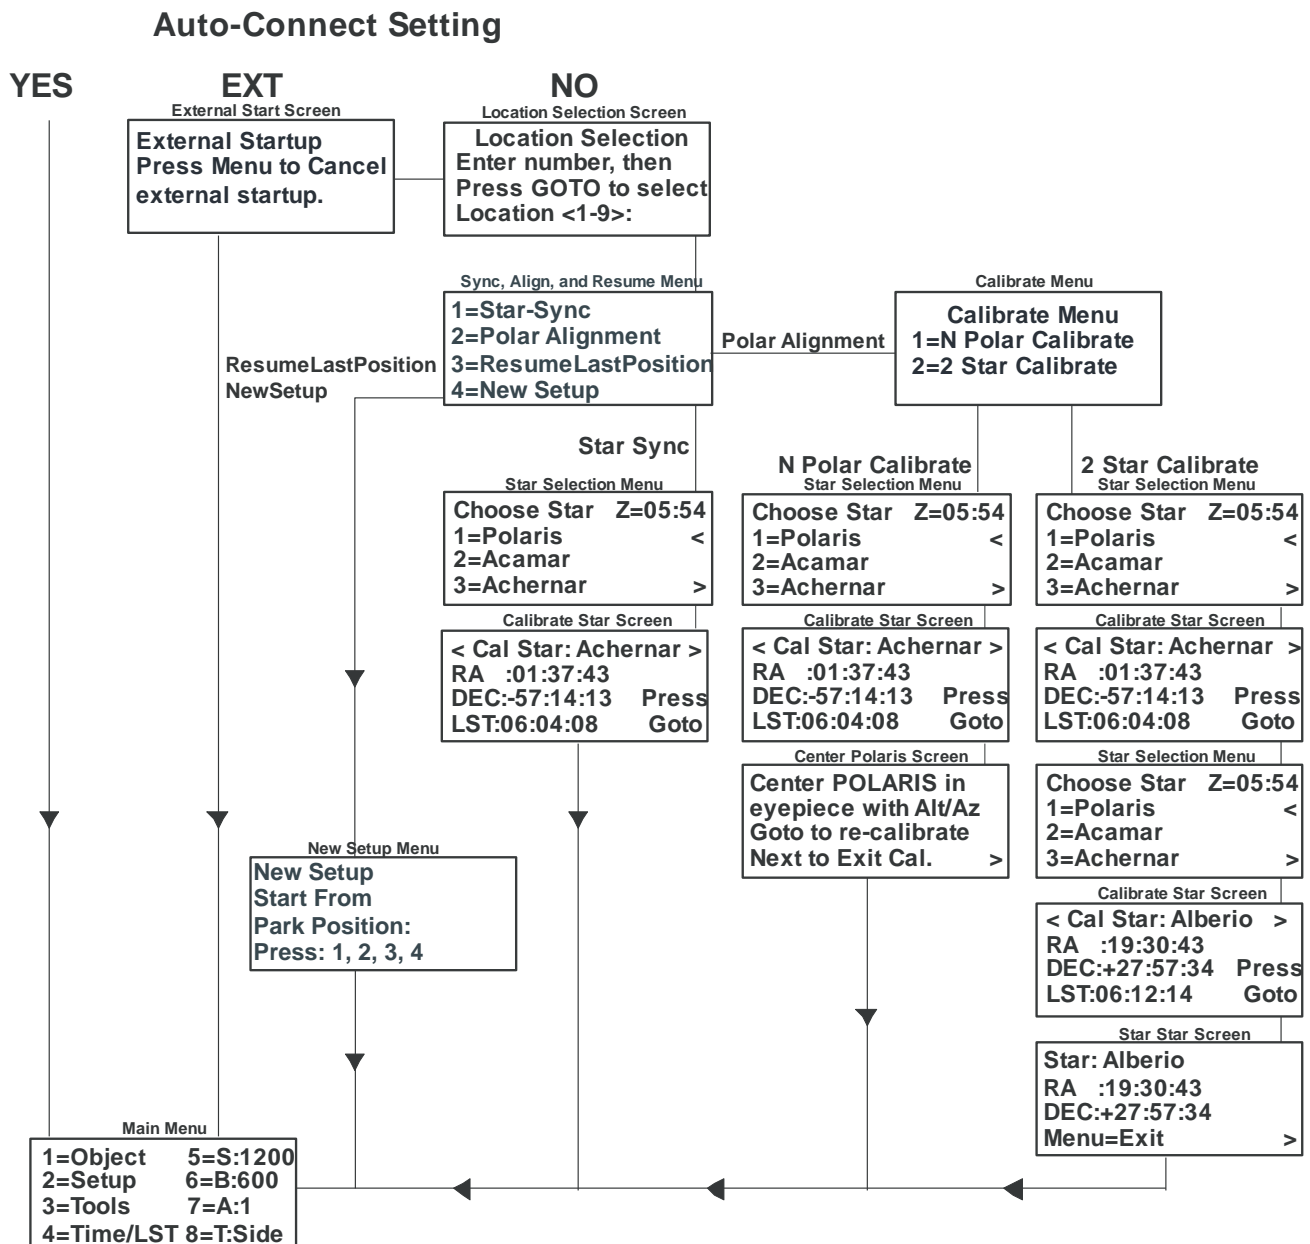 Auto-Connect Setting
YES
EXT
NO
External Start Screen
External Startup
Press Menu to Cancel
external startup.
Location Selection Screen
Location Selection
Enter number, then
Press GOTO to select
Location <1-9>:
Sync, Align, and Resume Menu
1=Star-Sync
2=Polar Alignment
3=ResumeLastPosition
4=New Setup
Polar Alignment
Calibrate Menu
Calibrate Menu
1=N Polar Calibrate
2=2 Star Calibrate
ResumeLastPosition
NewSetup
Star Sync
Star Selection Menu
Choose Star Z=05:54
1=Polaris <
2=Acamar
3=Achernar >
Calibrate Star Screen
< Cal Star: Achernar >
RA :01:37:43
DEC:-57:14:13 Press
LST:06:04:08 Goto
N Polar Calibrate
Star Selection Menu
Choose Star Z=05:54
1=Polaris <
2=Acamar
3=Achernar >
Calibrate Star Screen
< Cal Star: Achernar >
RA :01:37:43
DEC:-57:14:13 Press
LST:06:04:08 Goto
Center Polaris Screen
Center POLARIS in
eyepiece with Alt/Az
Goto to re-calibrate
Next to Exit Cal. >
2 Star Calibrate
Star Selection Menu
Choose Star Z=05:54
1=Polaris <
2=Acamar
3=Achernar >
Calibrate Star Screen
< Cal Star: Achernar >
RA :01:37:43
DEC:-57:14:13 Press
LST:06:04:08 Goto
Star Selection Menu
Choose Star Z=05:54
1=Polaris <
2=Acamar
3=Achernar >
Calibrate Star Screen
< Cal Star: Alberio >
RA :19:30:43
DEC:+27:57:34 Press
LST:06:12:14 Goto
Star Star Screen
Star: Alberio
RA :19:30:43
DEC:+27:57:34
Menu=Exit >
New Setup Menu
New Setup
Start From
Park Position:
Press: 1, 2, 3, 4
Main Menu
1=Object 5=S:1200
2=Setup 6=B:600
3=Tools 7=A:1
4=Time/LST 8=T:Side